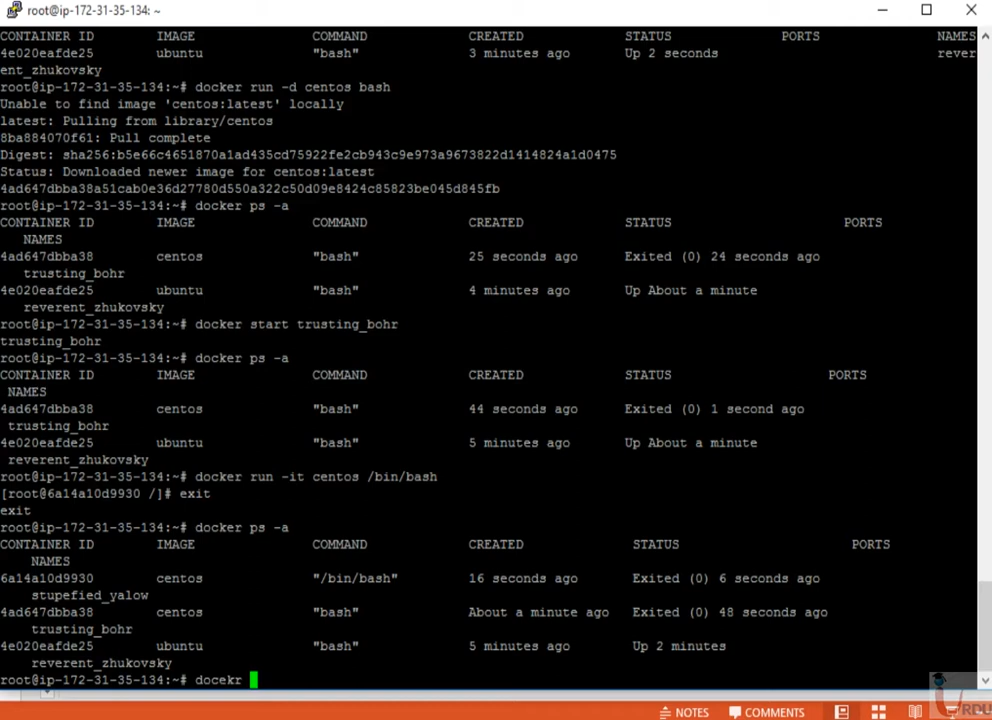 root@ip-172-31-35-134: ~
CONTAINER ID IMAGE COMMAND CREATED STATUS PORTS NAMES
4e020eafde25 ubuntu "bash" 3 minutes ago Up 2 seconds rever
ent_zhukovsky
root@ip-172-31-35-134:~# docker run -d centos bash
Unable to find image 'centos:latest' locally
latest: Pulling from library/centos
8ba884070f61: Pull complete
Digest: sha256:b5e66c4651870a1ad435cd75922fe2cb943c9e973a9673822d1414824a1d0475
Status: Downloaded newer image for centos:latest
4ad647dbba38a51cab0e36d27780d550a322c50d09e8424c85823be045d845fb
root@ip-172-31-35-134:~# docker ps -a
CONTAINER ID IMAGE COMMAND CREATED STATUS PORTS
NAMES
4ad647dbba38 centos "bash" 25 seconds ago Exited (0) 24 seconds ago
trusting_bohr
4e020eafde25 ubuntu "bash" 4 minutes ago Up About a minute
reverent_zhukovsky
root@ip-172-31-35-134:~# docker start trusting_bohr
trusting_bohr
root@ip-172-31-35-134:~# docker ps -a
CONTAINER ID IMAGE COMMAND CREATED STATUS PORTS
NAMES
4ad647dbba38 centos "bash" 44 seconds ago Exited (0) 1 second ago
trusting_bohr
4e020eafde25 ubuntu "bash" 5 minutes ago Up About a minute
reverent_zhukovsky
root@ip-172-31-35-134:~# docker run -it centos /bin/bash
[root@6a14a10d9930 /]# exit
exit
root@ip-172-31-35-134:~# docker ps -a
CONTAINER ID IMAGE COMMAND CREATED STATUS PORTS
NAMES
6a14a10d9930 centos "/bin/bash" 16 seconds ago Exited (0) 6 seconds ago
stupefied_yalow
4ad647dbba38 centos "bash" About a minute ago Exited (0) 48 seconds ago
trusting_bohr
4e020eafde25 ubuntu "bash" 5 minutes ago Up 2 minutes
reverent_zhukovsky
root@ip-172-31-35-134:~# docekr
NOTES COMMENTS